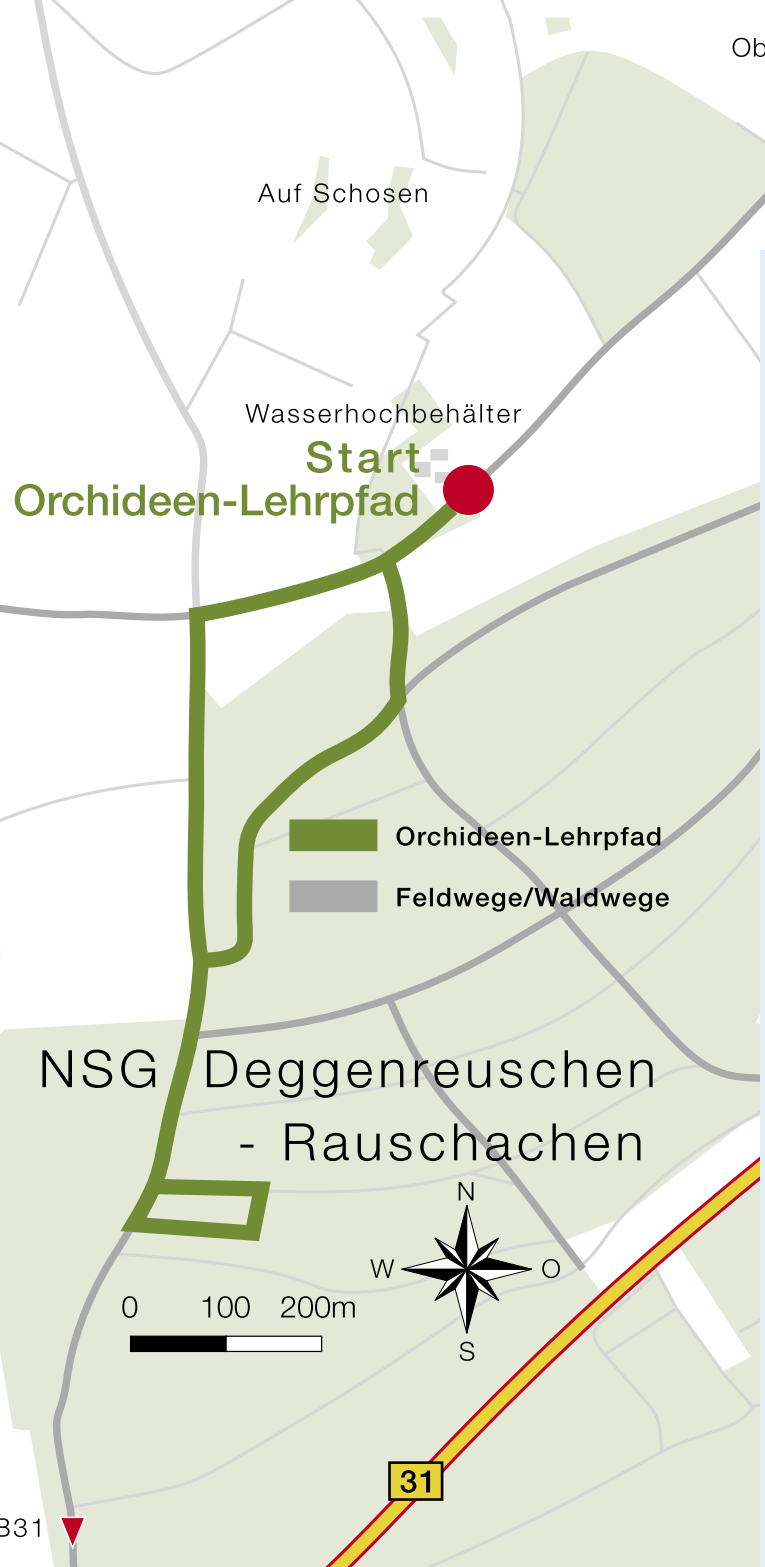 Ob
Auf Schosen
Wasserhochbehälter
Start
Orchideen-Lehrpfad
Orchideen-Lehrpfad
Feldwege/Waldwege
NSG Deggenreuschen
- Rauschachen
N
W O
S
0 100 200m
31
B31